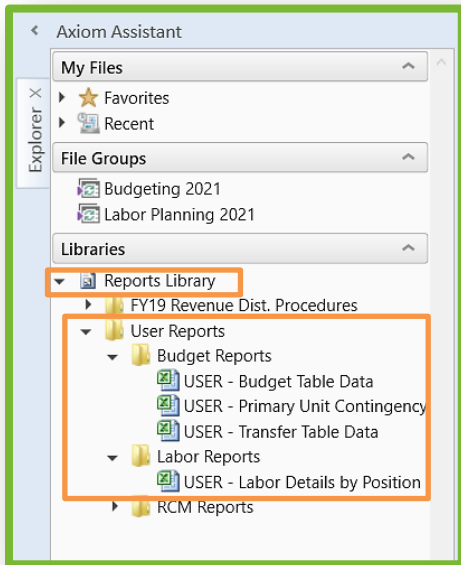 Axiom Assistant
My Files
Favorites
Recent
Explorer
File Groups
Budgeting 2021
Labor Planning 2021
Libraries
Reports Library
FY19 Revenue Dist. Procedures
User Reports
Budget Reports
USER - Budget Table Data
USER - Primary Unit Contingency
USER - Transfer Table Data
Labor Reports
USER - Labor Details by Position
RCM Reports